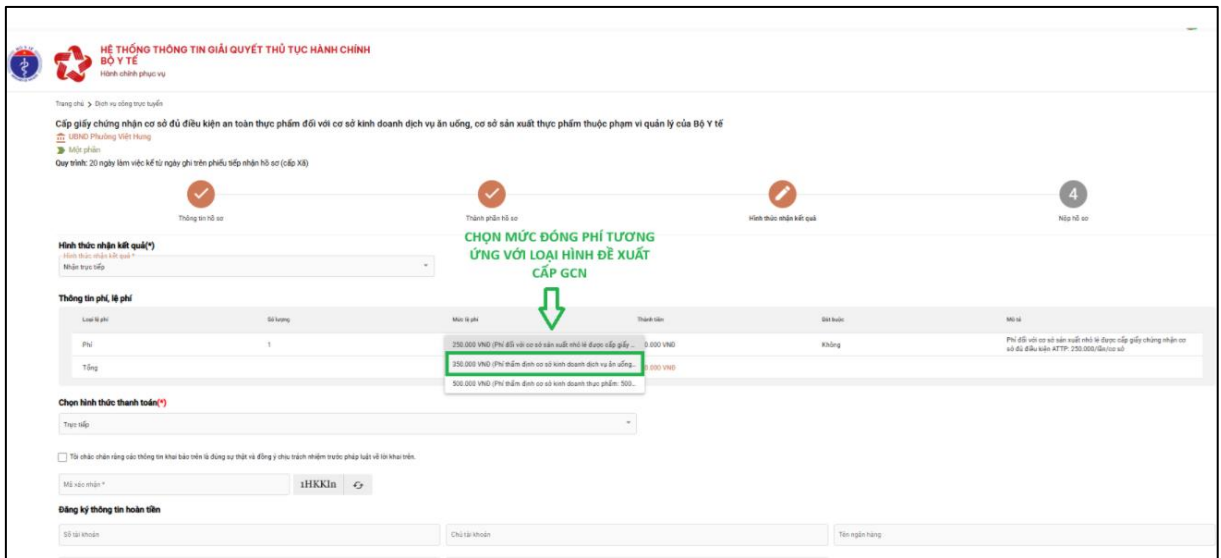 HỆ THỐNG THÔNG TIN GIẢI QUYẾT THỦ TỤC HÀNH CHÍNH
BỘ Y TẾ
Hành chính phục vụ
Trang chủ > Dịch vụ công trực tuyến
Cấp giấy chứng nhận cơ sở đủ điều kiện an toàn thực phẩm đối với cơ sở kinh doanh dịch vụ ăn uống, cơ sở sản xuất thực phẩm thuộc phạm vi quản lý của Bộ Y tế
UBND Phường Việt Hưng
Một phần
Quy trình: 20 ngày làm việc kể từ ngày ghi trên phiếu tiếp nhận hồ sơ (cấp Xã)
4
Thông tin hồ sơ
Thành phần hồ sơ
Hình thức nhận kết quả
Nộp hồ sơ
CHỌN MỨC ĐÓNG PHÍ TƯƠNG
ỨNG VỚI LOẠI HÌNH ĐỀ XUẤT
CẤP GCN
Hình thức nhận kết quả(*)
Hình thức nhận kết quả *
Nhận trực tiếp
Thông tin phí, lệ phí
Loại lệ phí Số lượng Mức lệ phí Thành tiền Bắt buộc Mô tả
Phí 1 250.000 VNĐ (Phí đối với cơ sở sản xuất nhỏ lẻ được cấp giấy ... 0.000 VNĐ Không Phí đối với cơ sở sản xuất nhỏ lẻ được cấp giấy chứng nhận cơ
sở đủ điều kiện ATTP: 250.000/lần/cơ sở
Tổng 350.000 VNĐ (Phí thẩm định cơ sở kinh doanh dịch vụ ăn uống... 0.000 VNĐ
500.000 VNĐ (Phí thẩm định cơ sở kinh doanh thực phẩm: 500...
Chọn hình thức thanh toán(*)
Trực tiếp
Tôi chắc chắn rằng các thông tin khai báo trên là đúng sự thật và đồng ý chịu trách nhiệm trước pháp luật về lời khai trên.
Mã xác nhận * 1HKKIn
Đăng ký thông tin hoàn tiền
Số tài khoản Chủ tài khoản Tên ngân hàng